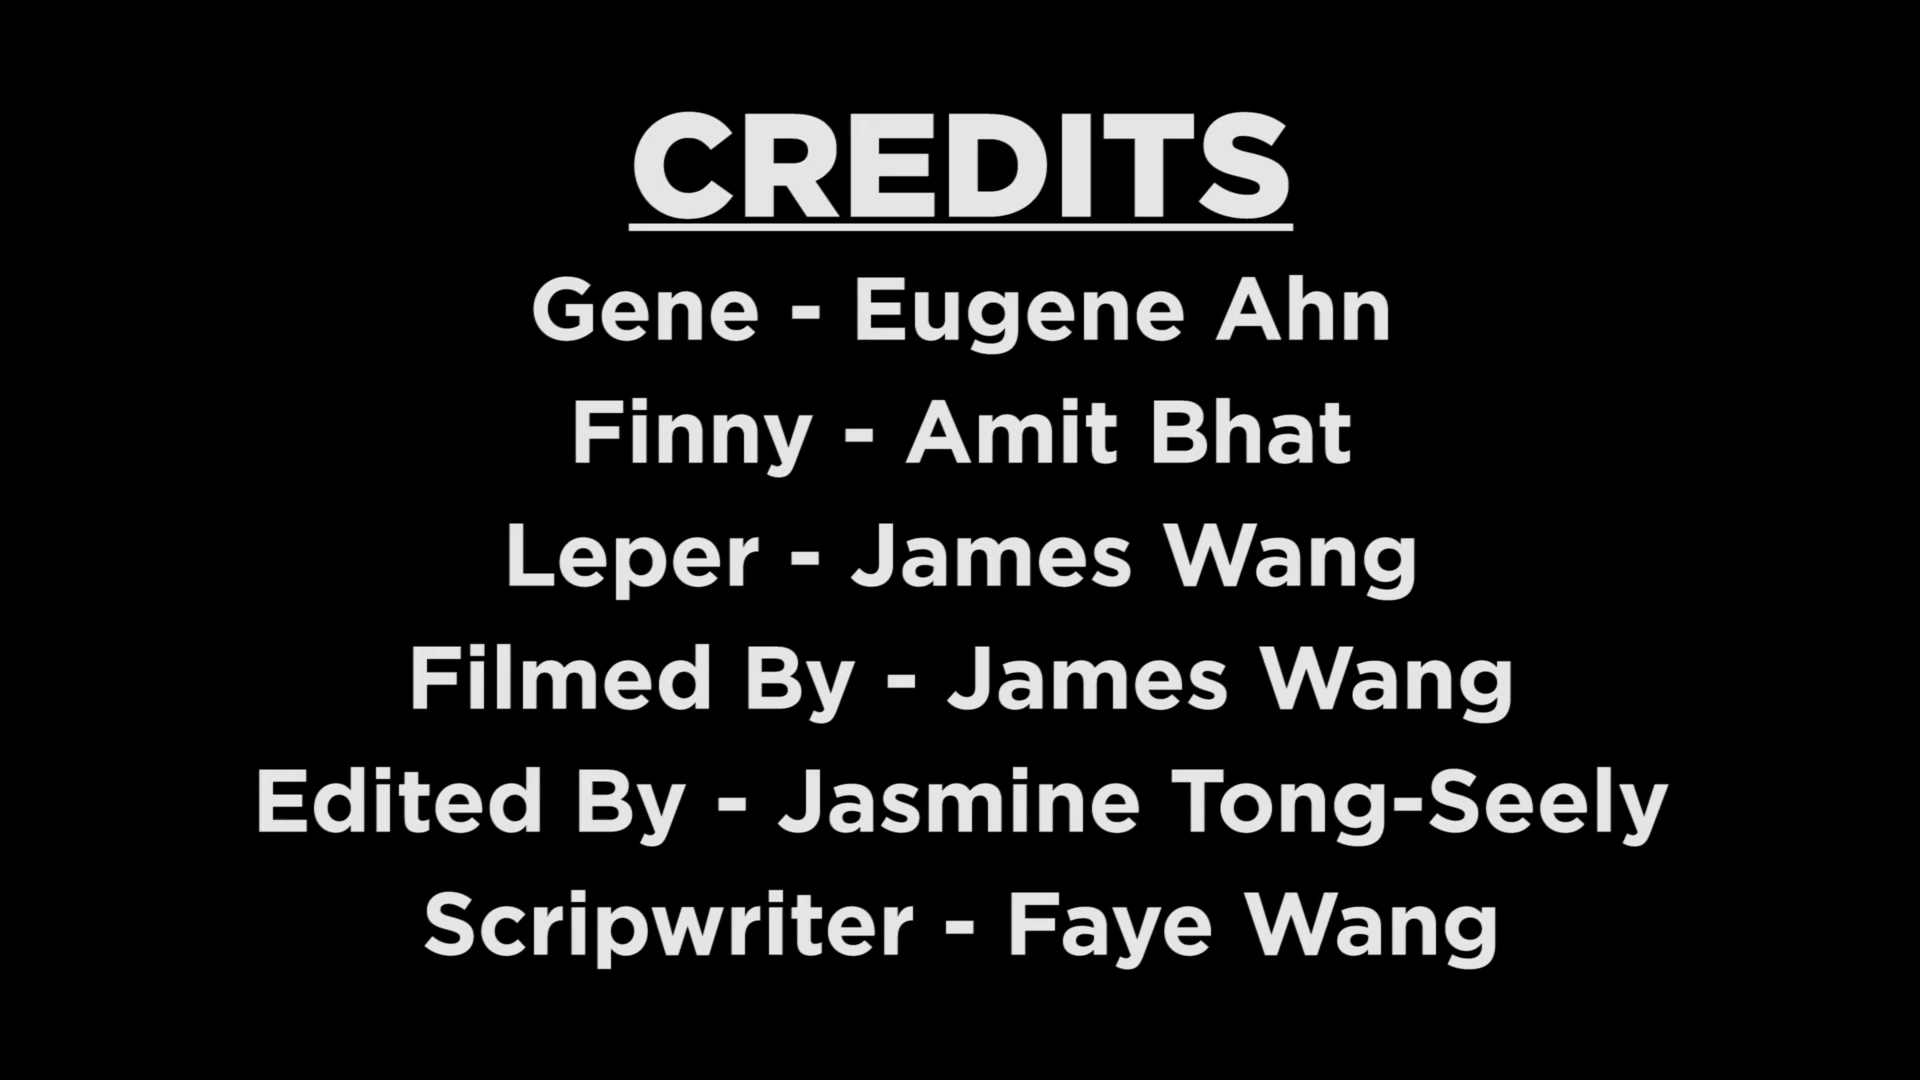 CREDITS
Gene - Eugene Ahn
Finny - Amit Bhat
Leper - James Wang
Filmed By - James Wang
Edited By - Jasmine Tong-Seely
Scripwriter - Faye Wang